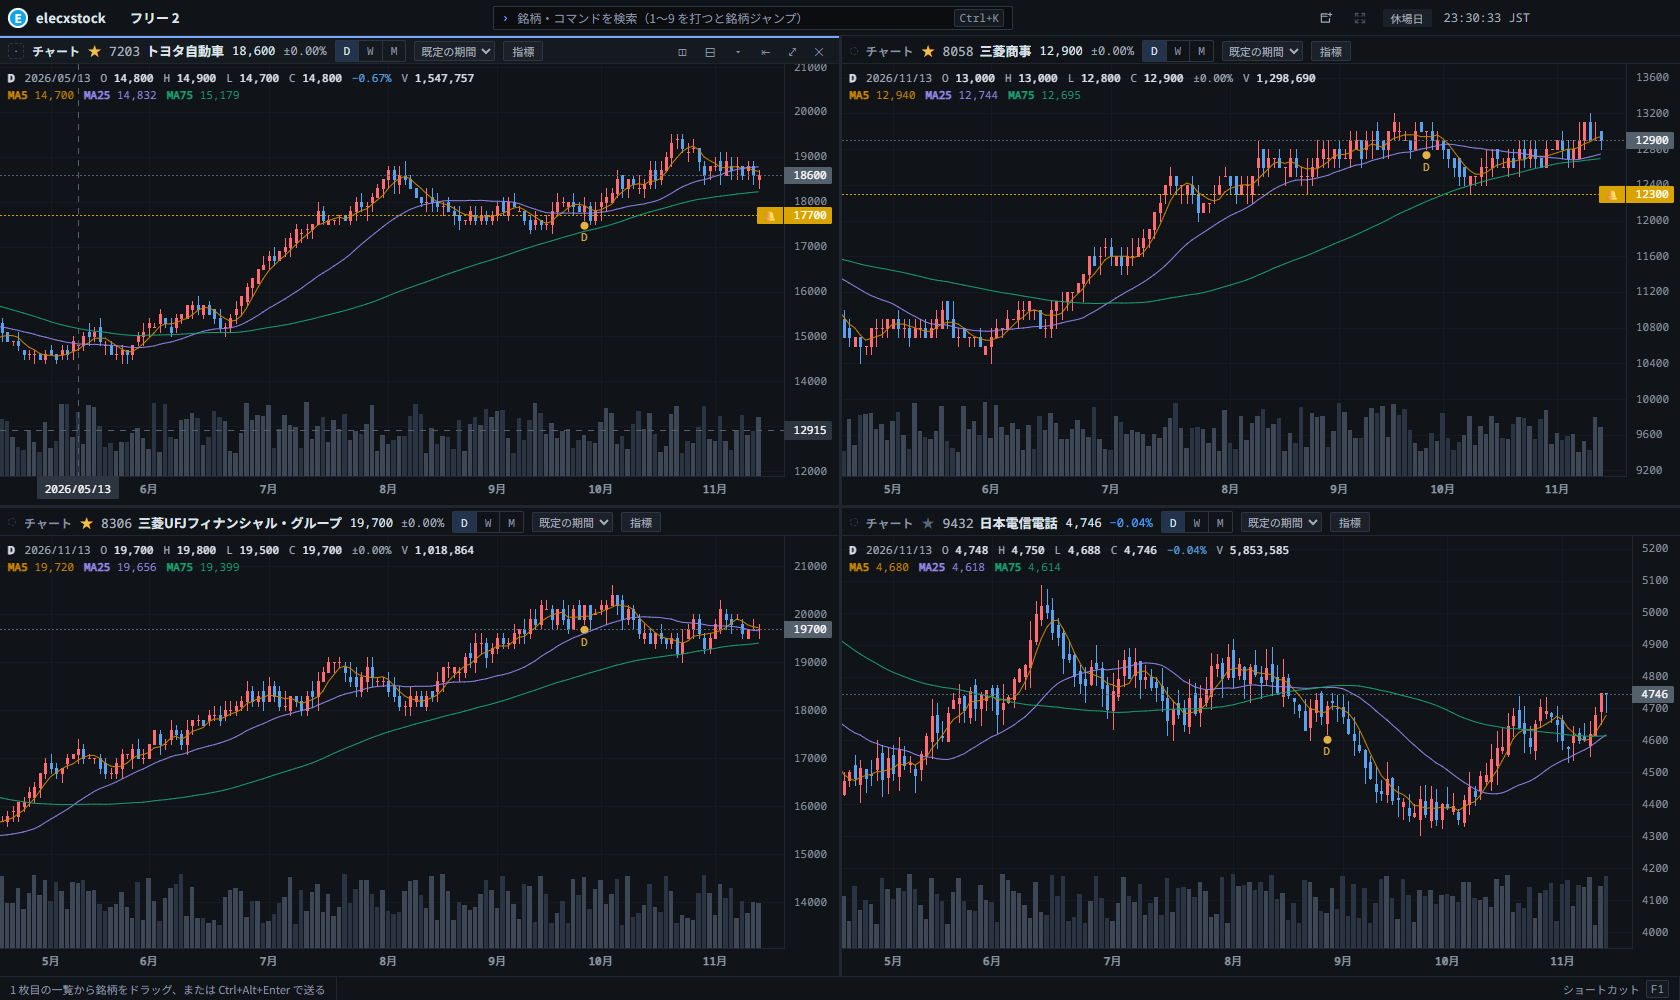 E elecxstock フリー 2 › 銘柄・コマンドを検索（1〜9 を打つと銘柄ジャンプ） Ctrl+K 休場日 23:30:33 JST
チャート ★ 7203 トヨタ自動車 18,600 ±0.00% D W M 既定の期間 指標
D 2026/05/13 O 14,800 H 14,900 L 14,700 C 14,800 −0.67% V 1,547,757
MA5 14,700 MA25 14,832 MA75 15,179
21000
20000
19000
18600
18000
17700
17000
16000
15000
14000
12915
12000
D
2026/05/13 6月 7月 8月 9月 10月 11月
チャート ★ 8058 三菱商事 12,900 ±0.00% D W M 既定の期間 指標
D 2026/11/13 O 13,000 H 13,000 L 12,800 C 12,900 ±0.00% V 1,298,690
MA5 12,940 MA25 12,744 MA75 12,695
13600
13200
12900
12800
12400
12300
12000
11600
11200
10800
10400
10000
9600
9200
D
5月 6月 7月 8月 9月 10月 11月
チャート ★ 8306 三菱UFJフィナンシャル・グループ 19,700 ±0.00% D W M 既定の期間 指標
D 2026/11/13 O 19,700 H 19,800 L 19,500 C 19,700 ±0.00% V 1,018,864
MA5 19,720 MA25 19,656 MA75 19,399
21000
20000
19700
19000
18000
17000
16000
15000
14000
D
5月 6月 7月 8月 9月 10月 11月
チャート ★ 9432 日本電信電話 4,746 −0.04% D W M 既定の期間 指標
D 2026/11/13 O 4,748 H 4,750 L 4,688 C 4,746 −0.04% V 5,853,585
MA5 4,680 MA25 4,618 MA75 4,614
5200
5100
5000
4900
4800
4746
4700
4600
4500
4400
4300
4200
4100
4000
D
5月 6月 7月 8月 9月 10月 11月
1 枚目の一覧から銘柄をドラッグ、または Ctrl+Alt+Enter で送る ショートカット F1